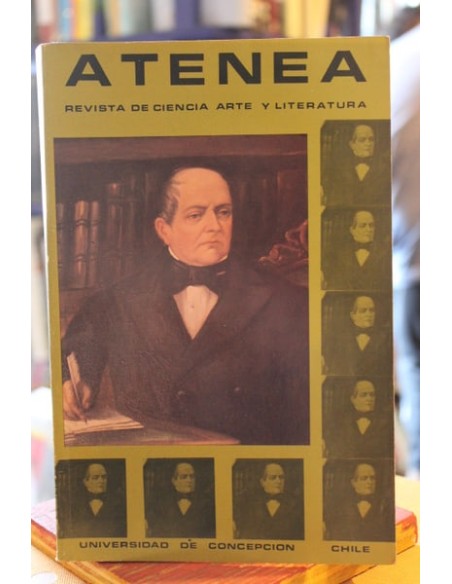 ATENEA
REVISTA DE CIENCIA ARTE Y LITERATURA
UNIVERSIDAD DE CONCEPCION CHILE